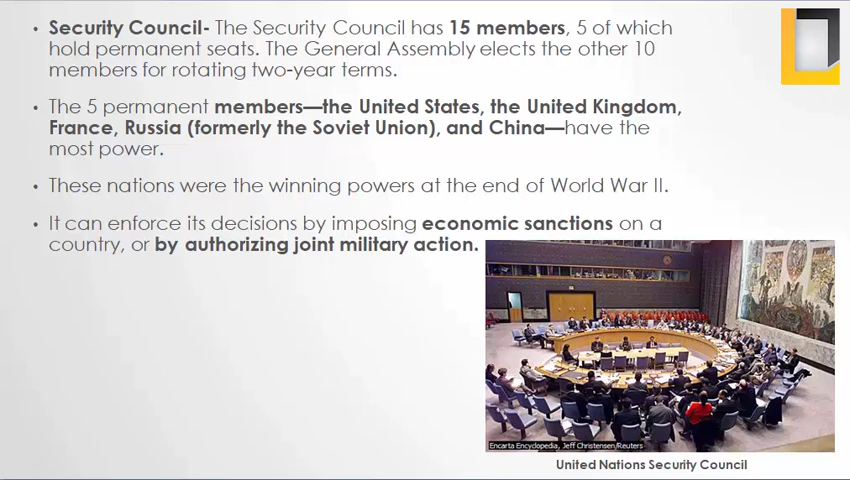 • Security Council- The Security Council has 15 members, 5 of which
hold permanent seats. The General Assembly elects the other 10
members for rotating two-year terms.
• The 5 permanent members—the United States, the United Kingdom,
France, Russia (formerly the Soviet Union), and China—have the
most power.
• These nations were the winning powers at the end of World War II.
• It can enforce its decisions by imposing economic sanctions on a
country, or by authorizing joint military action.
Encarta Encyclopedia, Jeff Christensen/Reuters
United Nations Security Council